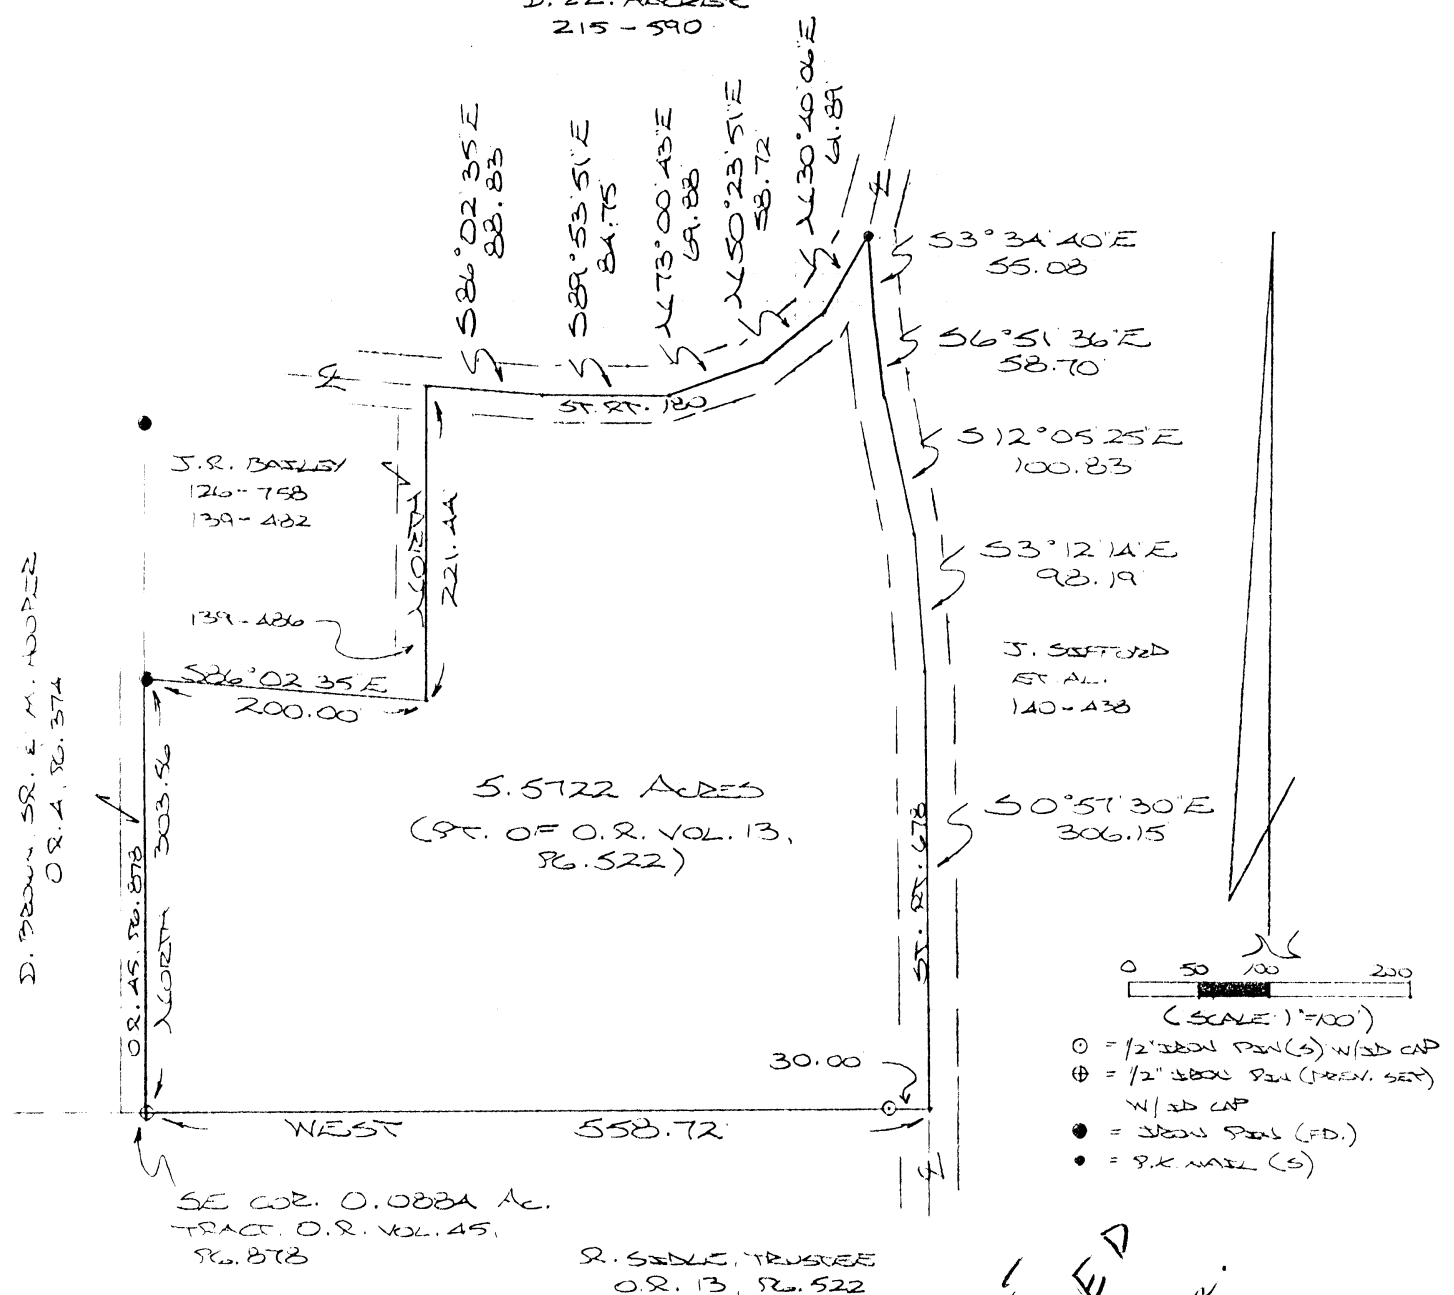 215-590
S86°02'35"E
88.83
S89°53'51"E
84.75
N73°00'43"E
69.88
N50°23'51"E
58.72
N30°40'06"E
61.89
S3°34'40"E
55.08
S6°51'36"E
58.70
S12°05'25"E
100.83
S3°12'14"E
98.19
S0°57'30"E
306.15
ST. RT. 180
J.R. BAILEY
126-758
139-482
NORTH
221.44
139-486
S86°02'35"E
200.00
D. BROWN SR. & M. HOOPER
O.R. 4, PG. 374
O.R. 45, PG. 878
NORTH 303.56
5.5722 ACRES
(PT. OF O.R. VOL. 13,
PG. 522)
J. SIFFORD
ET AL.
140-438
ST. RT. 678
0 50 100 200
(SCALE 1"=100')
⊙ = 1/2" IRON PIN(S) W/ID CAP
⊕ = 1/2" IRON PIN (PREV. SET)
W/ ID CAP
● = IRON PIN (FD.)
• = P.K. NAIL (S)
30.00
WEST 558.72
SE COR. 0.0884 AC.
TRACT. O.R. VOL. 45,
PG. 878
R. SIDLE, TRUSTEE
O.R. 13, PG. 522